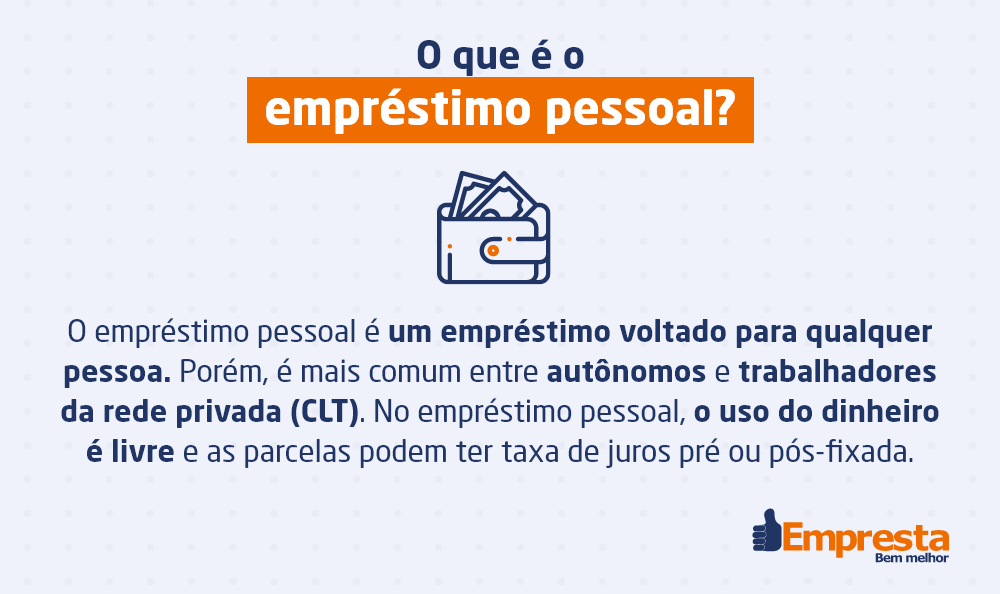 O que é o
empréstimo pessoal?
O empréstimo pessoal é um empréstimo voltado para qualquer
pessoa. Porém, é mais comum entre autônomos e trabalhadores
da rede privada (CLT). No empréstimo pessoal, o uso do dinheiro
é livre e as parcelas podem ter taxa de juros pré ou pós-fixada.
Empresta
Bem melhor